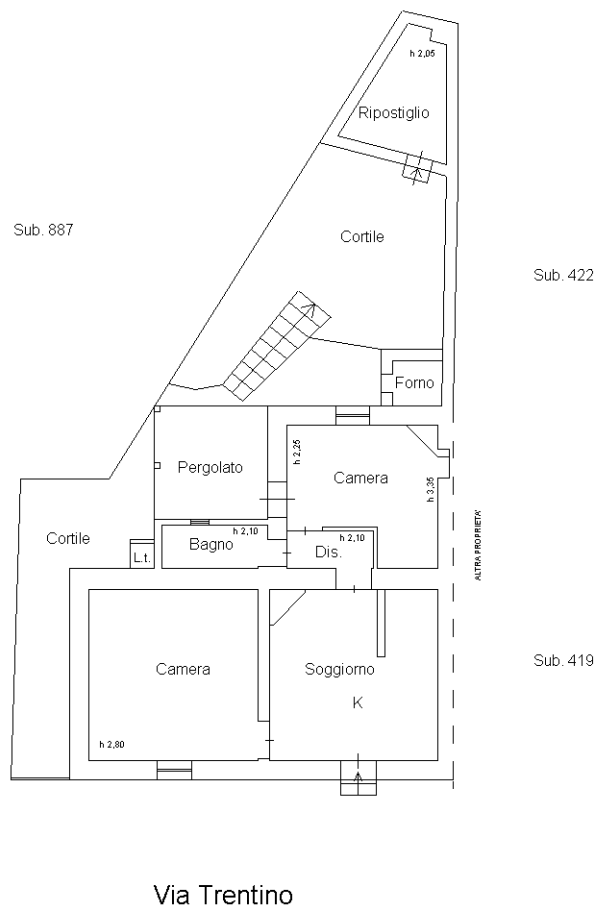 h 2,05
Ripostiglio
Sub. 887
Cortile
Sub. 422
Forno
Pergolato
h 2,25
Camera
h 3,35
Cortile
L.t.
Bagno
h 2,10
Dis.
h 2,10
ALTRA PROPRIETA'
Camera
Soggiorno
K
Sub. 419
h 2,80
Via Trentino